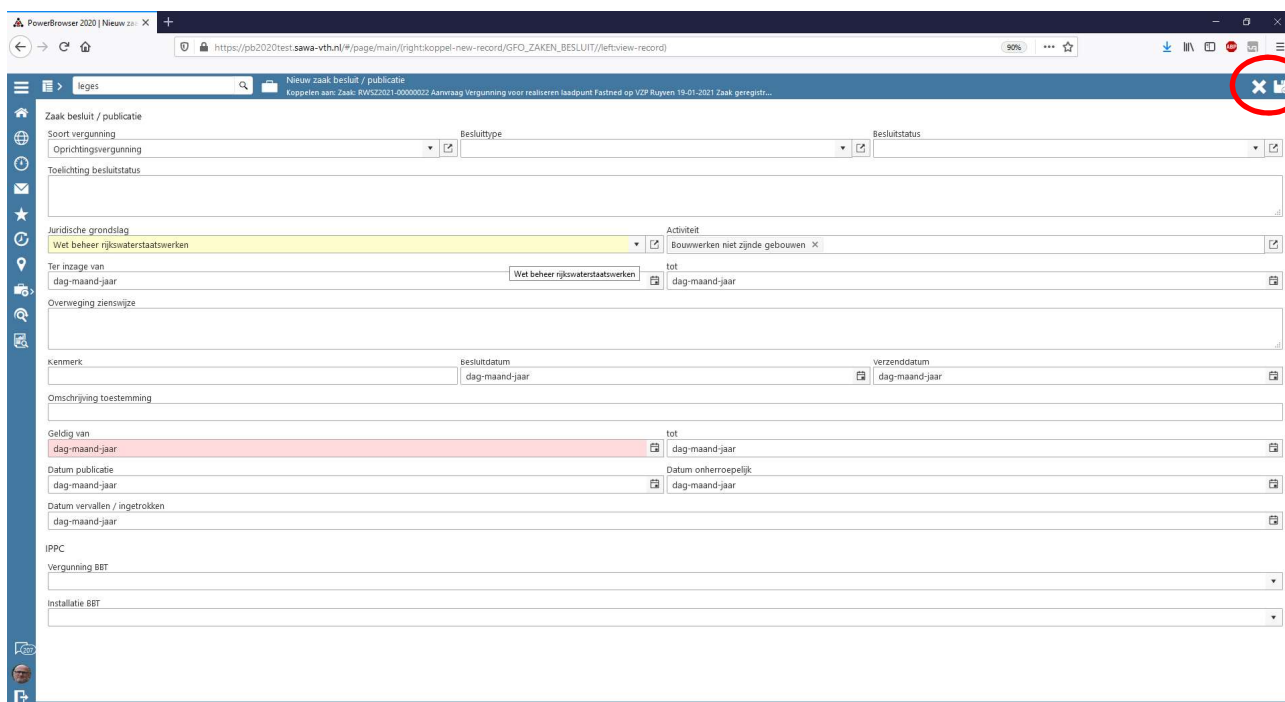 PowerBrowser 2020 | Nieuw za
https://pb2020test.sawa-vth.nl/#/page/main/(right:koppel-new-record/GFO_ZAKEN_BESLUIT//left:view-record)
90%
ABP
leges
Nieuw zaak besluit / publicatie
Koppelen aan: Zaak: RWSZ2021-00000022 Aanvraag Vergunning voor realiseren laadpunt Fastned op VZP Ruyven 19-01-2021 Zaak geregistr...
Zaak besluit / publicatie
Soort vergunning Besluittype Besluitstatus
Oprichtingsvergunning
Toelichting besluitstatus
Juridische grondslag Activiteit
Wet beheer rijkswaterstaatswerken Bouwwerken niet zijnde gebouwen ×
Ter inzage van tot
Wet beheer rijkswaterstaatswerken
dag-maand-jaar dag-maand-jaar
Overweging zienswijze
Kenmerk Besluitdatum Verzenddatum
dag-maand-jaar dag-maand-jaar
Omschrijving toestemming
Geldig van tot
dag-maand-jaar dag-maand-jaar
Datum publicatie Datum onherroepelijk
dag-maand-jaar dag-maand-jaar
Datum vervallen / ingetrokken
dag-maand-jaar
IPPC
Vergunning BBT
Installatie BBT
207